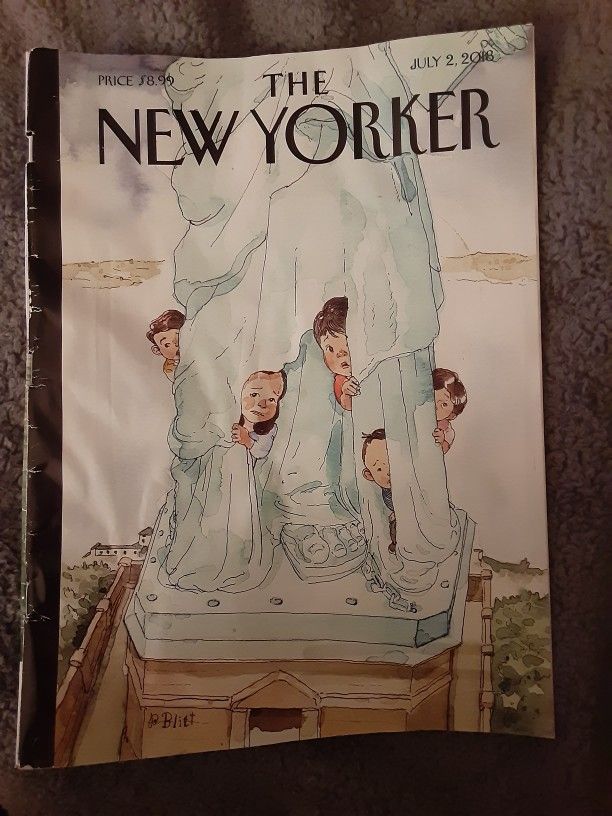 PRICE $8.99
THE
JULY 2, 2018
NEW YORKER
Blitt